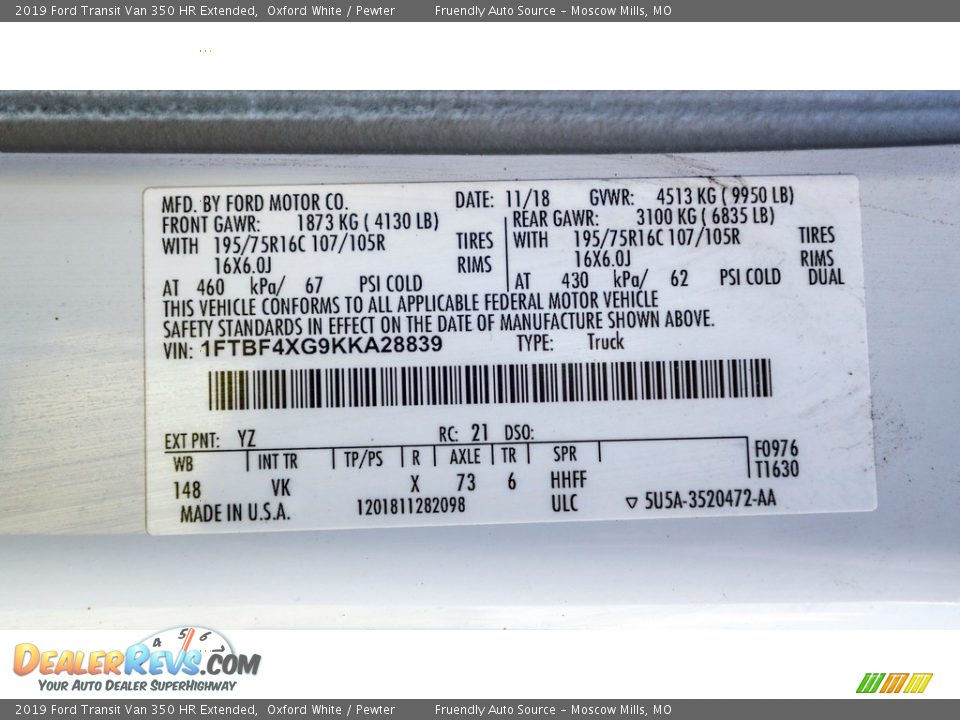 2019 Ford Transit Van 350 HR Extended, Oxford White / Pewter Fruendly Auto Source – Moscow Mills, MO
MFD. BY FORD MOTOR CO. DATE: 11/18 GVWR: 4513 KG ( 9950 LB)
FRONT GAWR: 1873 KG ( 4130 LB) REAR GAWR: 3100 KG ( 6835 LB)
WITH 195/75R16C 107/105R TIRES WITH 195/75R16C 107/105R TIRES
16X6.0J RIMS 16X6.0J RIMS
AT 460 kPa/ 67 PSI COLD AT 430 kPa/ 62 PSI COLD DUAL
THIS VEHICLE CONFORMS TO ALL APPLICABLE FEDERAL MOTOR VEHICLE
SAFETY STANDARDS IN EFFECT ON THE DATE OF MANUFACTURE SHOWN ABOVE.
VIN: 1FTBF4XG9KKA28839 TYPE: Truck
EXT PNT: YZ RC: 21 DSO:
WB INT TR TP/PS R AXLE TR SPR F0976
T1630
148 VK X 73 6 HHFF
MADE IN U.S.A. 1201811282098 ULC ▽ 5U5A-3520472-AA
4 5 6
DEALERREVS.COM
YOUR AUTO DEALER SUPERHIGHWAY
2019 Ford Transit Van 350 HR Extended, Oxford White / Pewter Fruendly Auto Source – Moscow Mills, MO